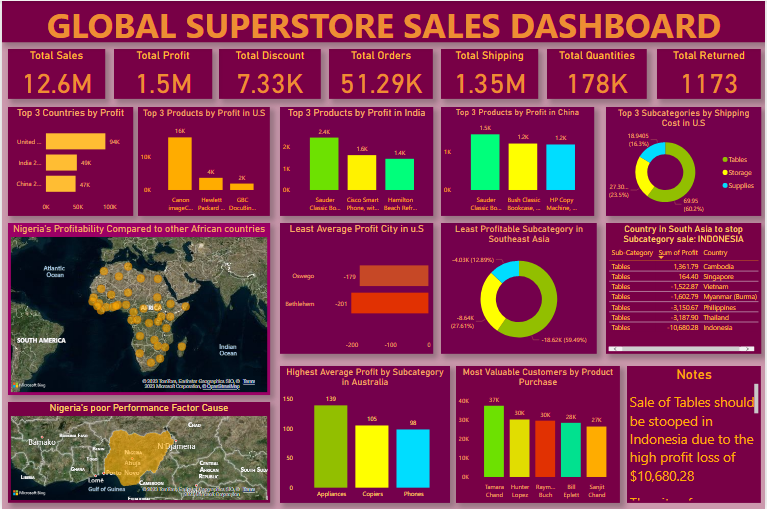 GLOBAL SUPERSTORE SALES DASHBOARD
Total Sales
12.6M
Total Profit
1.5M
Total Discount
7.33K
Total Orders
51.29K
Total Shipping
1.35M
Total Quantities
178K
Total Returned
1173
Top 3 Countries by Profit
United ...
94K
India 2...
49K
China 2...
47K
0K 50K 100K
Top 3 Products by Profit in U.S
16K
4K
2K
10K
0K
Canon
imageC...
Hewlett
Packard ...
GBC
DocuBin...
Top 3 Products by Profit in India
2.4K
1.6K
1.4K
2K
1K
0K
Sauder
Classic Bo...
Cisco Smart
Phone, wit...
Hamilton
Beach Refr...
Top 3 Products by Profit in China
1.5K
1.2K
1.2K
1K
0K
Sauder
Classic Bo...
Bush Classic
Bookcase, ...
HP Copy
Machine, ...
Top 3 Subcategories by Shipping
Cost in U.S
18.9405
(16.3%)
27.30...
(23.5%)
69.95
(60.2%)
Tables
Storage
Supplies
Nigeria's Profitability Compared to other African countries
Atlantic
Ocean
AFRICA
SOUTH AMERICA
Indian
Ocean
Microsoft Bing
© 2023 TomTom, Earthstar Geographics SIO, © Terms
2023 Microsoft Corporation, © OpenStreetMap
Least Average Profit City in u.S
Oswego
-179
Bethlehem
-201
-200 -100 0
Least Profitable Subcategory in
Southeast Asia
-4.03K (12.89%)
-8.64K
(27.61%)
-18.62K (59.49%)
Country in South Asia to stop
Subcategory sale: INDONESIA
Sub-Category Sum of Profit Country
Tables 1,361.79 Cambodia
Tables 164.40 Singapore
Tables -1,522.87 Vietnam
Tables -1,602.79 Myanmar (Burma)
Tables -3,150.67 Philippines
Tables -3,187.90 Thailand
Tables -10,680.28 Indonesia
Nigeria's poor Performance Factor Cause
Bamako
N'Djamena
CHAD
NIGERIA
Abuja
Porto Novo
GHANA
Lomé
LIBERIA
Gulf of Guinea
CAMEROON
CENTRAL
AFRICAN
REPUBLIC
Microsoft Bing
Highest Average Profit by Subcategory
in Australia
150
100
50
0
139
105
98
Appliances
Copiers
Phones
Most Valuable Customers by Product
Purchase
40K
30K
20K
10K
0K
37K
30K
30K
28K
27K
Tamara
Chand
Hunter
Lopez
Raym...
Buch
Bill
Eplett
Sanjit
Chand
Notes
Sale of Tables should
be stooped in
Indonesia due to the
high profit loss of
$10,680.28